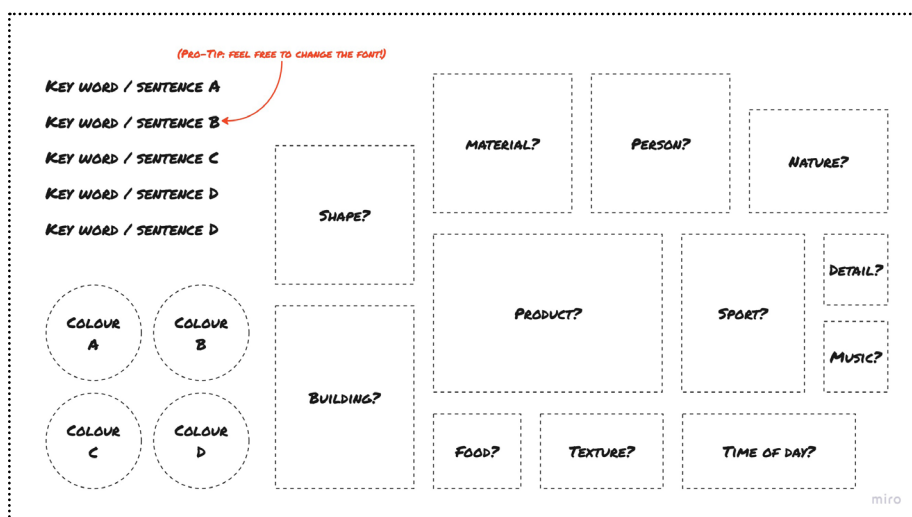 (Pro-Tip: feel free to change the font!)
Key word / sentence A
Key word / sentence B
Key word / sentence C
Key word / sentence D
Key word / sentence D
Colour
A
Colour
B
Colour
C
Colour
D
Shape?
Building?
material?
Person?
Nature?
Product?
Sport?
Detail?
Music?
Food?
Texture?
Time of day?
miro